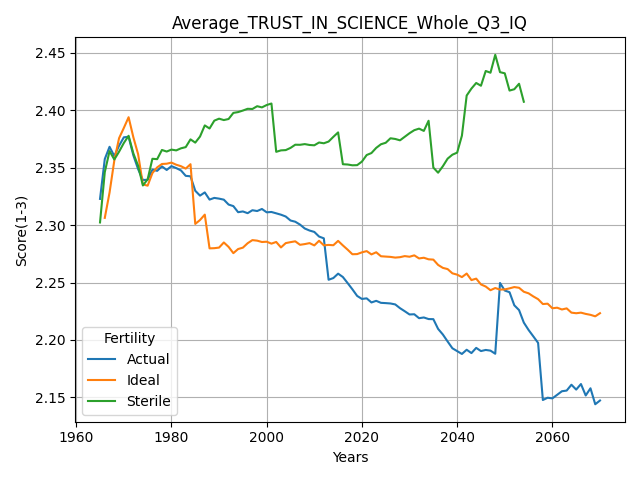 Average_TRUST_IN_SCIENCE_Whole_Q3_IQ
Score(1-3)
2.45
2.40
2.35
2.30
2.25
2.20
2.15
Fertility
Actual
Ideal
Sterile
1960
1980
2000
2020
2040
2060
Years